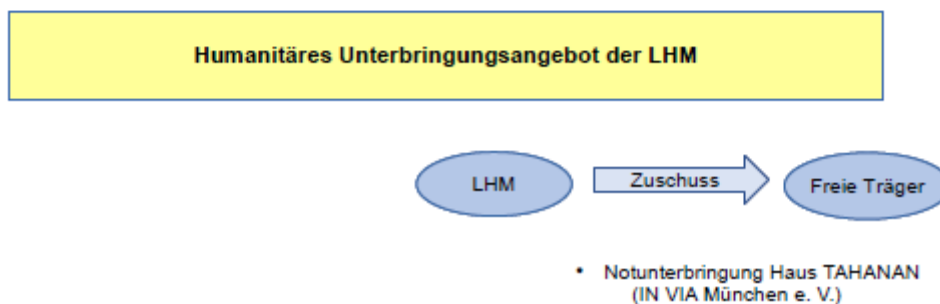 Humanitäres Unterbringungsangebot der LHM
LHM
Zuschuss
Freie Träger
• Notunterbringung Haus TAHANAN
(IN VIA München e. V.)